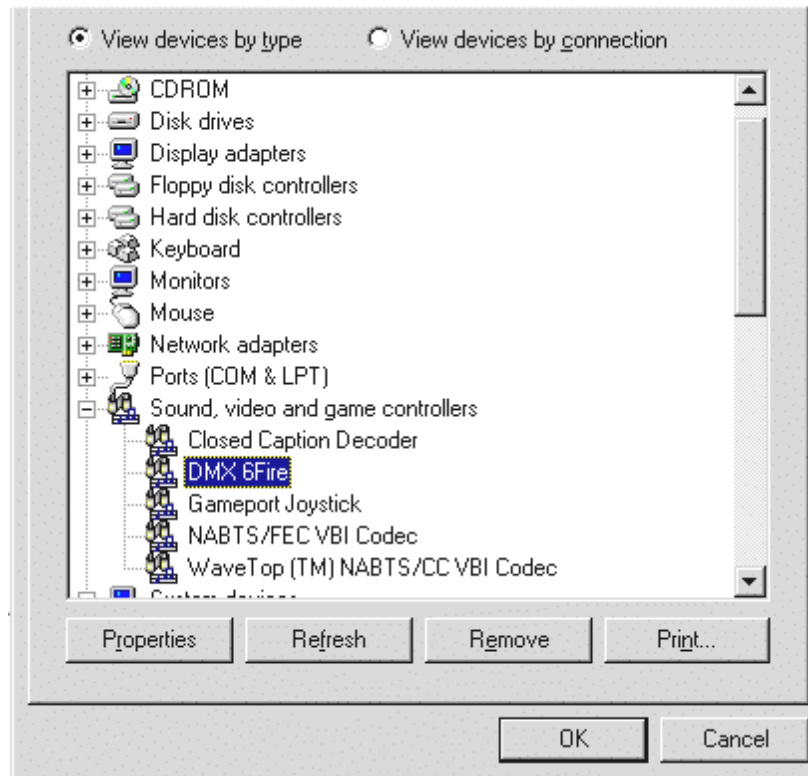 View devices by type View devices by connection
CDROM
Disk drives
Display adapters
Floppy disk controllers
Hard disk controllers
Keyboard
Monitors
Mouse
Network adapters
Ports (COM & LPT)
Sound, video and game controllers
Closed Caption Decoder
DMX 6Fire
Gameport Joystick
NABTS/FEC VBI Codec
WaveTop (TM) NABTS/CC VBI Codec
System devices
Properties Refresh Remove Print...
OK Cancel